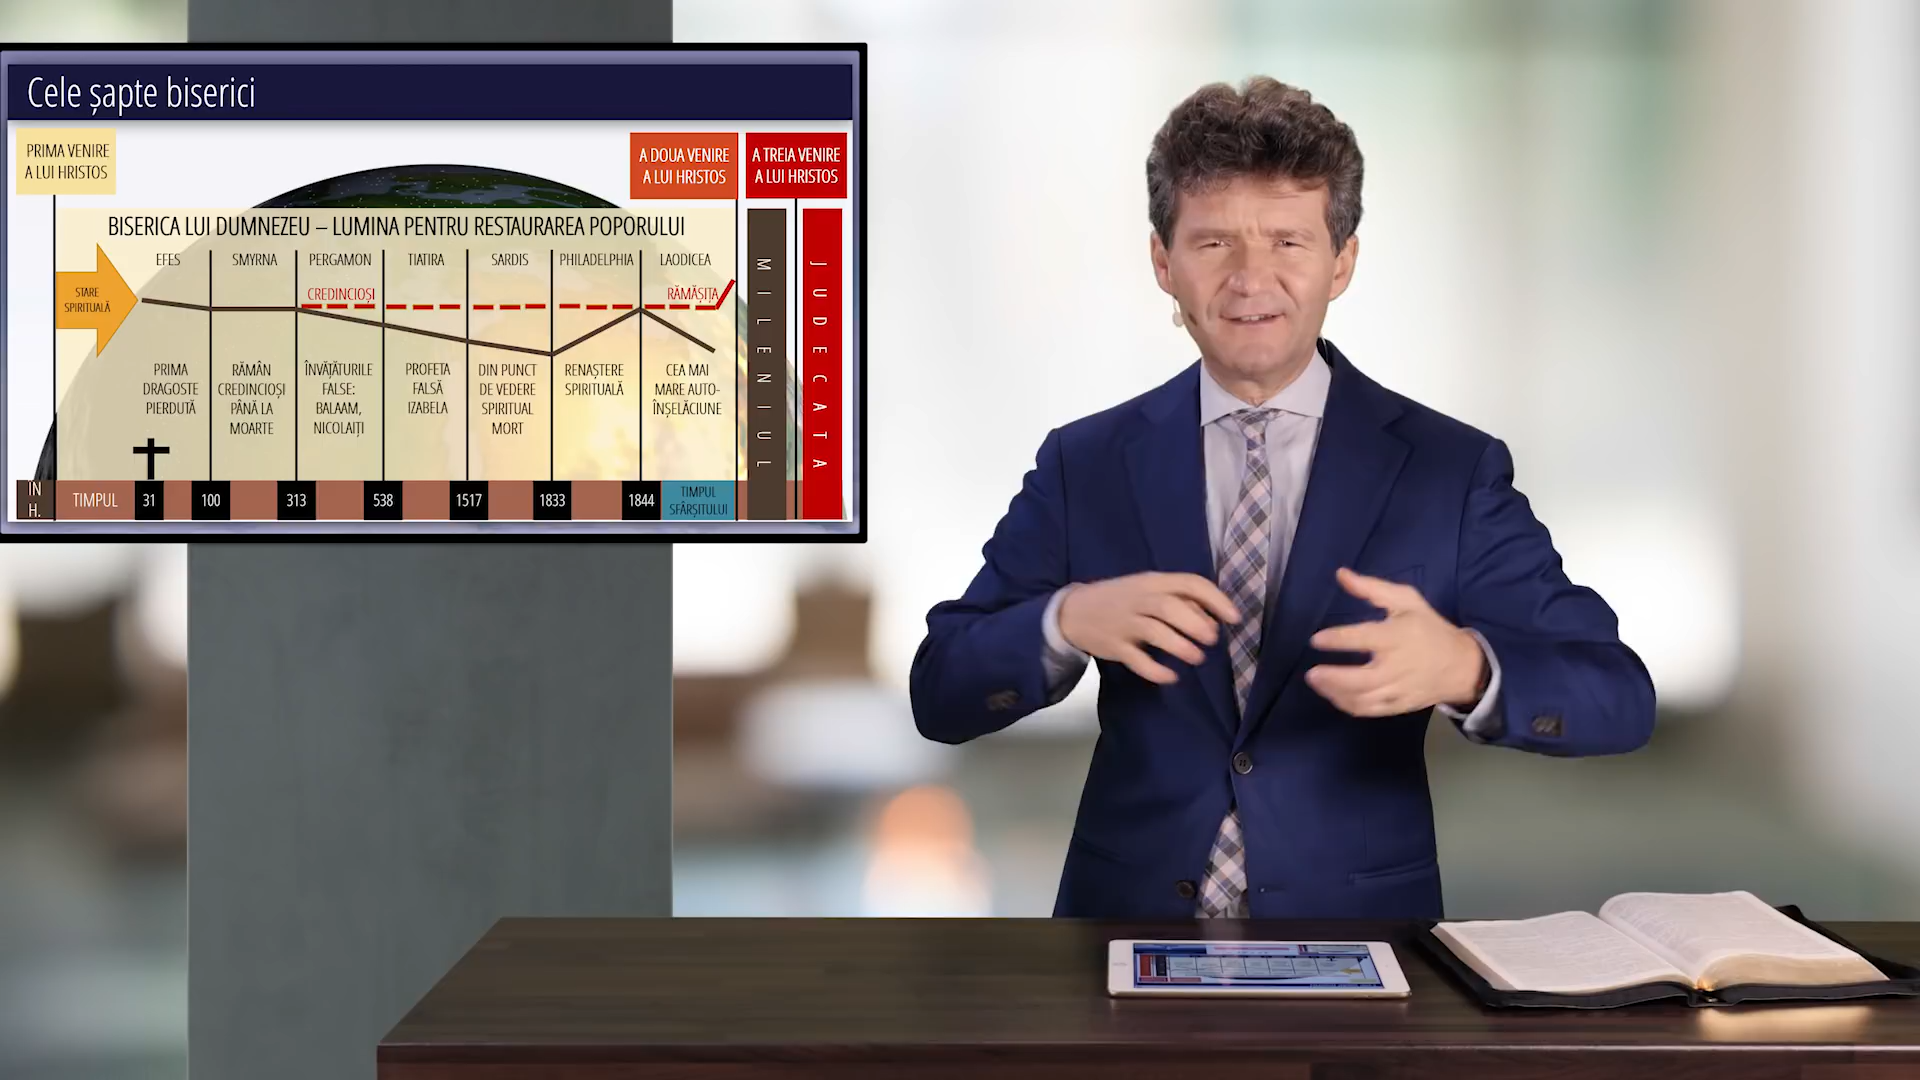 Cele șapte biserici
PRIMA VENIRE
A LUI HRISTOS
A DOUA VENIRE
A LUI HRISTOS
A TREIA VENIRE
A LUI HRISTOS
BISERICA LUI DUMNEZEU – LUMINA PENTRU RESTAURAREA POPORULUI
EFES
SMYRNA
PERGAMON
TIATIRA
SARDIS
PHILADELPHIA
LAODICEA
STARE
SPIRITUALĂ
CREDINCIOȘI
RĂMĂȘIȚA
PRIMA
DRAGOSTE
PIERDUTĂ
RĂMÂN
CREDINCIOȘI
PÂNĂ LA
MOARTE
ÎNVĂȚĂTURILE
FALSE:
BALAAM,
NICOLAIȚI
PROFETA
FALSĂ
IZABELA
DIN PUNCT
DE VEDERE
SPIRITUAL
MORT
RENAȘTERE
SPIRITUALĂ
CEA MAI
MARE AUTO-
ÎNȘELĂCIUNE
MILENIUL
JUDECATA
IN
H.
TIMPUL
31
100
313
538
1517
1833
1844
TIMPUL
SFÂRȘITULUI